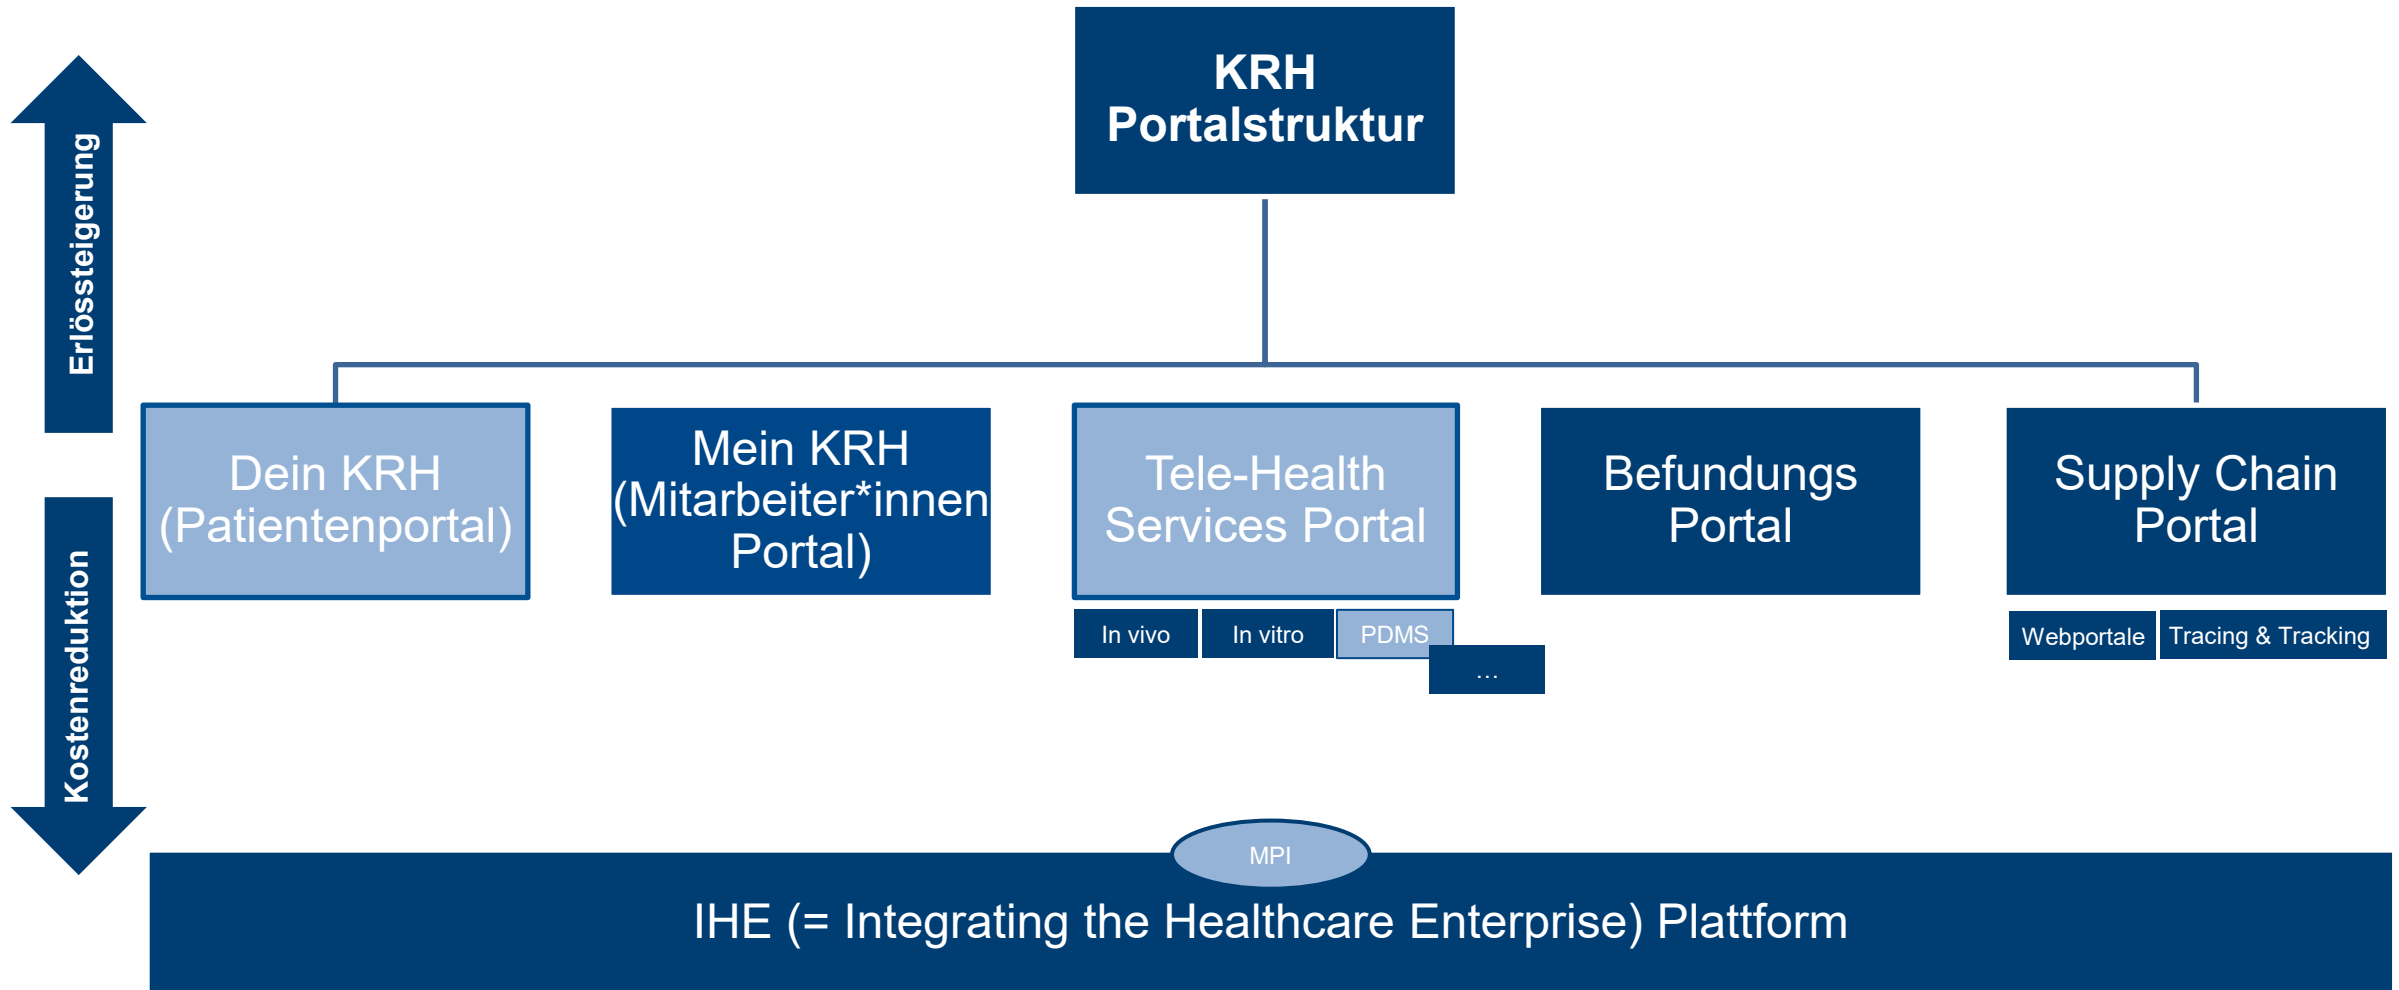 KRH
Portalstruktur
Erlössteigerung
Kostenreduktion
Dein KRH
(Patientenportal)
Mein KRH
(Mitarbeiter*innen
Portal)
Tele-Health
Services Portal
Befundungs
Portal
Supply Chain
Portal
In vivo
In vitro
PDMS
...
Webportale
Tracing & Tracking
MPI
IHE (= Integrating the Healthcare Enterprise) Plattform